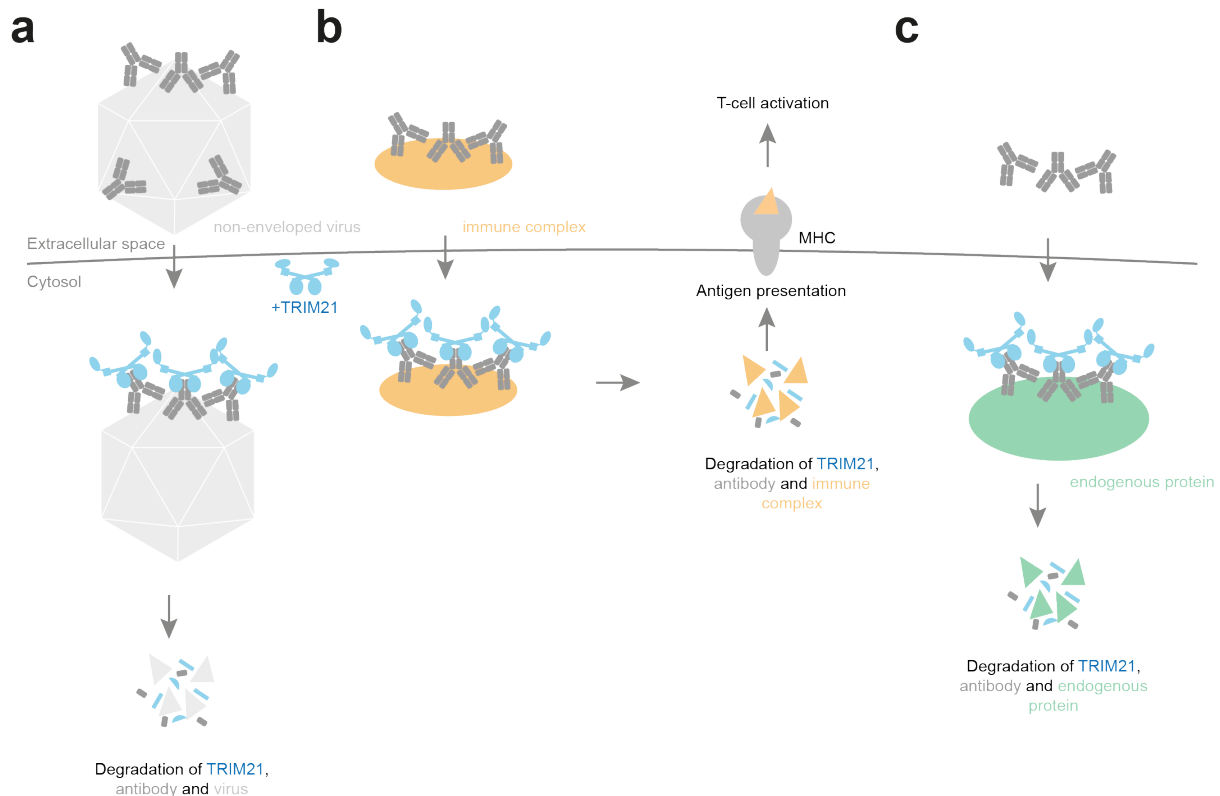 a
b
c
T-cell activation
non-enveloped virus
immune complex
MHC
Extracellular space
Cytosol
+TRIM21
Antigen presentation
Degradation of TRIM21,
antibody and immune
complex
endogenous protein
Degradation of TRIM21,
antibody and endogenous
protein
Degradation of TRIM21,
antibody and virus